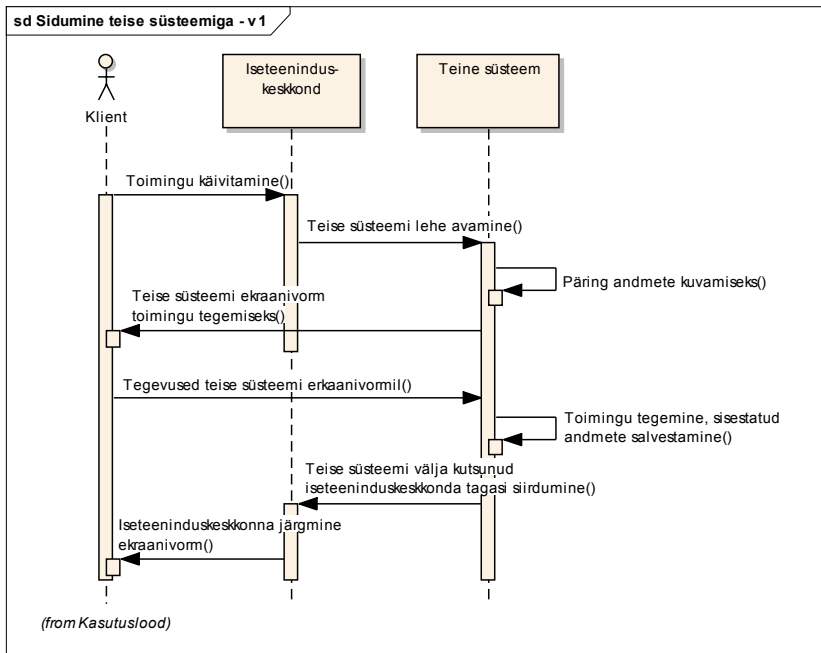 sd Sidumine teise süsteemiga - v1
Klient
Iseteenindus-
keskkond
Teine süsteem
Toimingu käivitamine()
Teise süsteemi lehe avamine()
Päring andmete kuvamiseks()
Teise süsteemi ekraanivorm
toimingu tegemiseks()
Tegevused teise süsteemi erkaanivormil()
Toimingu tegemine, sisestatud
andmete salvestamine()
Teise süsteemi välja kutsunud
iseteeninduskeskkonda tagasi siirdumine()
Iseteeninduskeskkonna järgmine
ekraanivorm()
(from Kasutuslood)